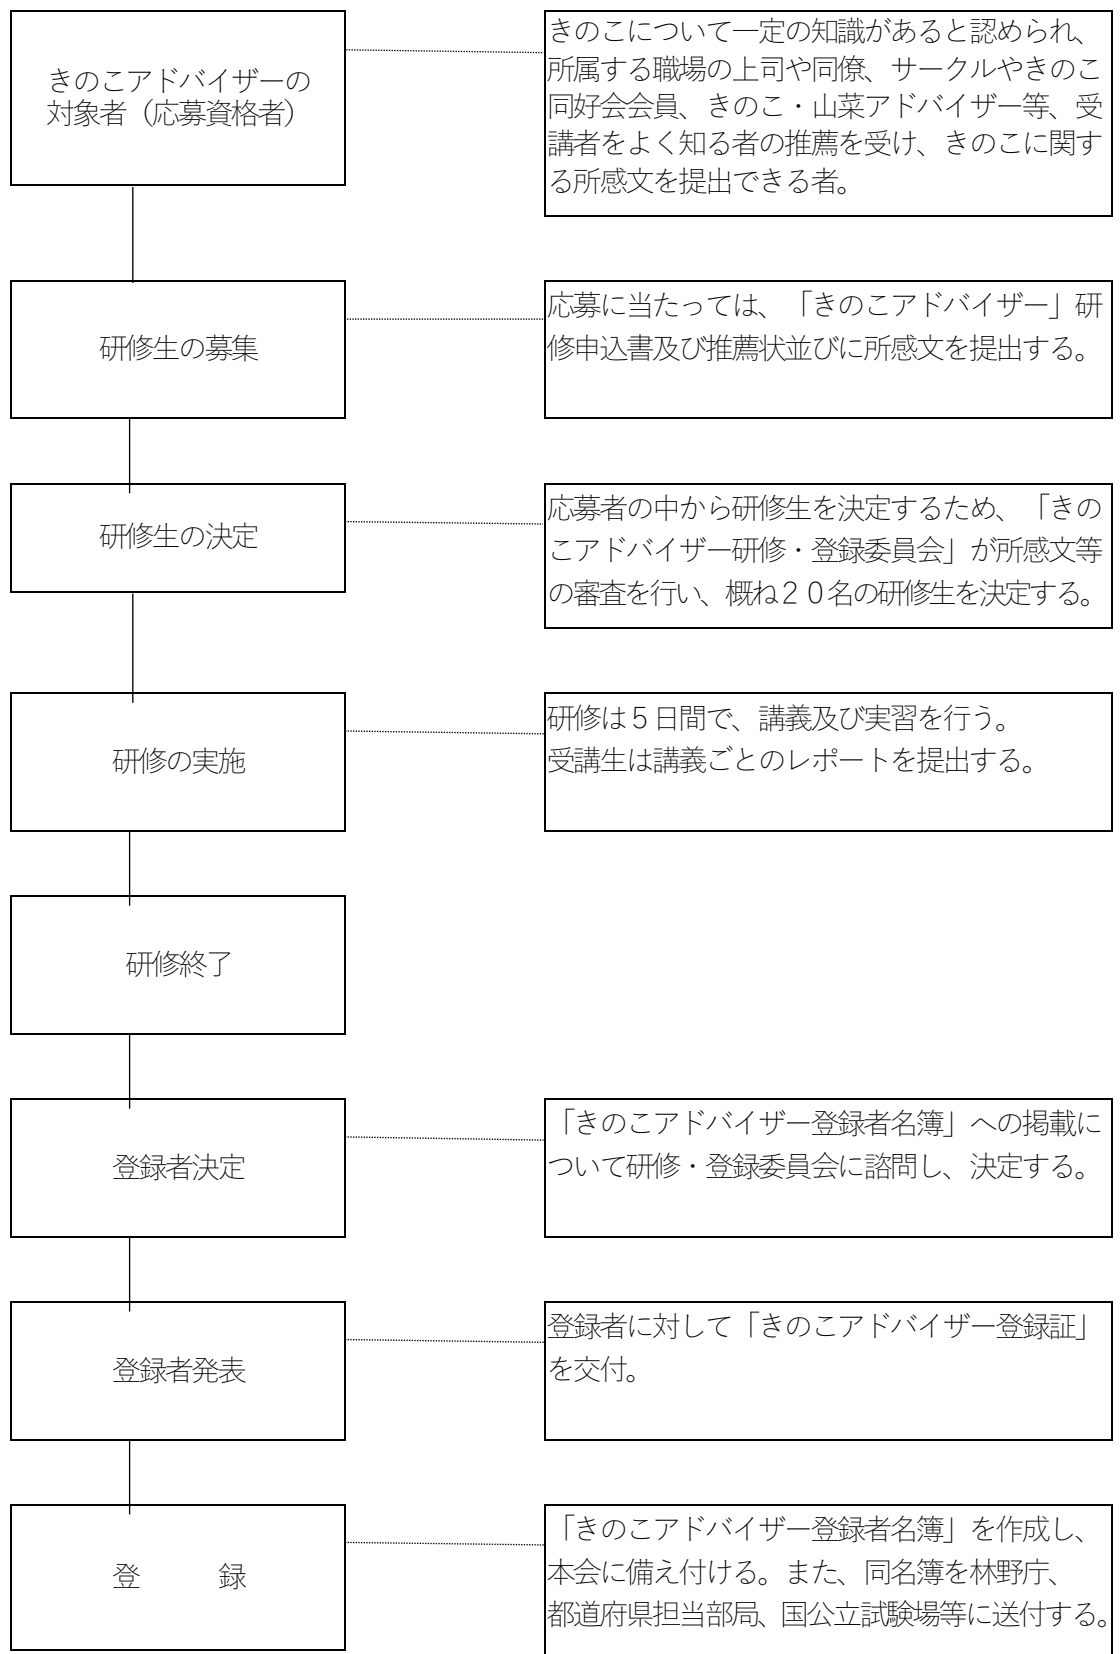 きのこアドバイザーの
対象者（応募資格者）
きのこについて一定の知識があると認められ、
所属する職場の上司や同僚、サークルやきのこ
同好会会員、きのこ・山菜アドバイザー等、受
講者をよく知る者の推薦を受け、きのこに関す
る所感文を提出できる者。
研修生の募集
応募に当たっては、「きのこアドバイザー」研
修申込書及び推薦状並びに所感文を提出する。
研修生の決定
応募者の中から研修生を決定するため、「きの
こアドバイザー研修・登録委員会」が所感文等
の審査を行い、概ね２０名の研修生を決定する。
研修の実施
研修は５日間で、講義及び実習を行う。
受講生は講義ごとのレポートを提出する。
研修終了
登録者決定
「きのこアドバイザー登録者名簿」への掲載に
ついて研修・登録委員会に諮問し、決定する。
登録者発表
登録者に対して「きのこアドバイザー登録証」
を交付。
登　　録
「きのこアドバイザー登録者名簿」を作成し、
本会に備え付ける。また、同名簿を林野庁、
都道府県担当部局、国公立試験場等に送付する。